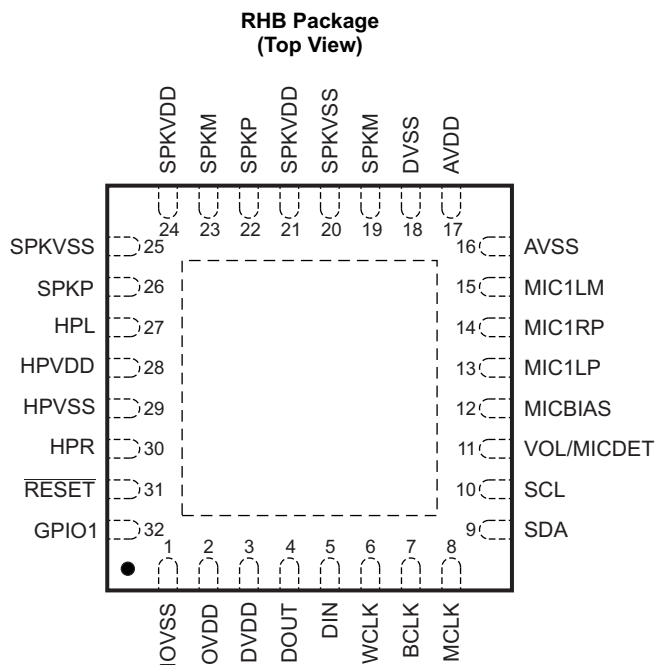 RHB Package
(Top View)
SPKVDD
SPKM
SPKP
SPKVDD
SPKVSS
SPKM
DVSS
AVDD
24
23
22
21
20
19
18
17
SPKVSS 25
SPKP 26
HPL 27
HPVDD 28
HPVSS 29
HPR 30
RESET 31
GPIO1 32
16 AVSS
15 MIC1LM
14 MIC1RP
13 MIC1LP
12 MICBIAS
11 VOL/MICDET
10 SCL
9 SDA
1
2
3
4
5
6
7
8
IOVSS
OVDD
DVDD
DOUT
DIN
WCLK
BCLK
MCLK